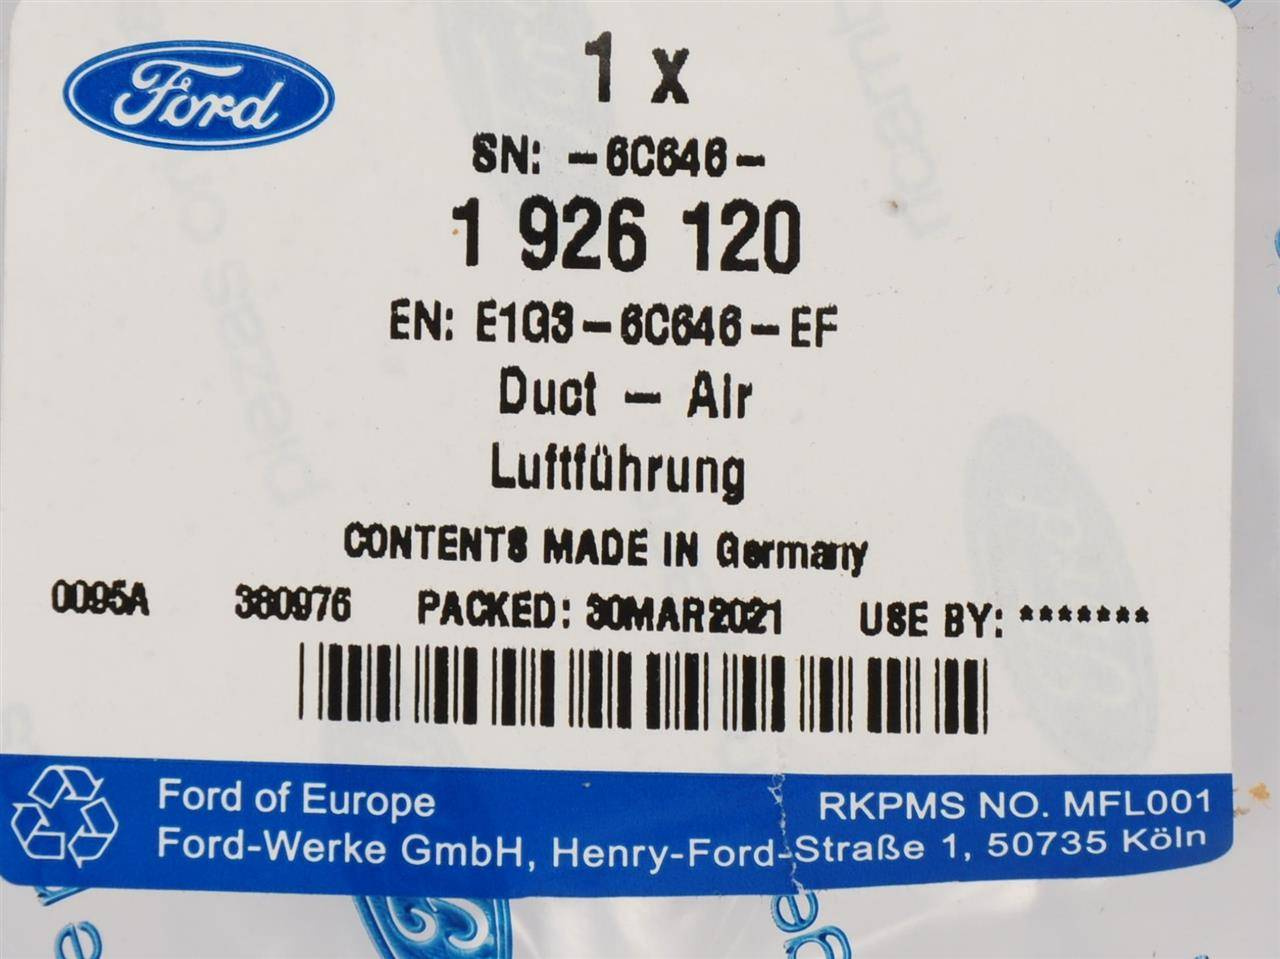 Ford
1 x
SN: -6C646-
1 926 120
EN: E1G3-6C646-EF
Duct - Air
Luftführung
CONTENTS MADE IN Germany
0095A 380976 PACKED: 30MAR2021 USE BY: *******
Ford of Europe
RKPMS NO. MFL001
Ford-Werke GmbH, Henry-Ford-Straße 1, 50735 Köln